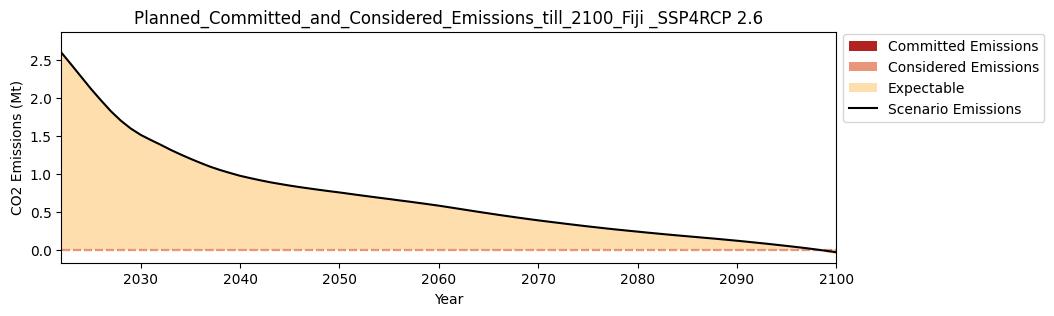 Planned_Committed_and_Considered_Emissions_till_2100_Fiji _SSP4RCP 2.6
Committed Emissions
Considered Emissions
Expectable
Scenario Emissions
CO2 Emissions (Mt)
2.5
2.0
1.5
1.0
0.5
0.0
2030 2040 2050 2060 2070 2080 2090 2100
Year